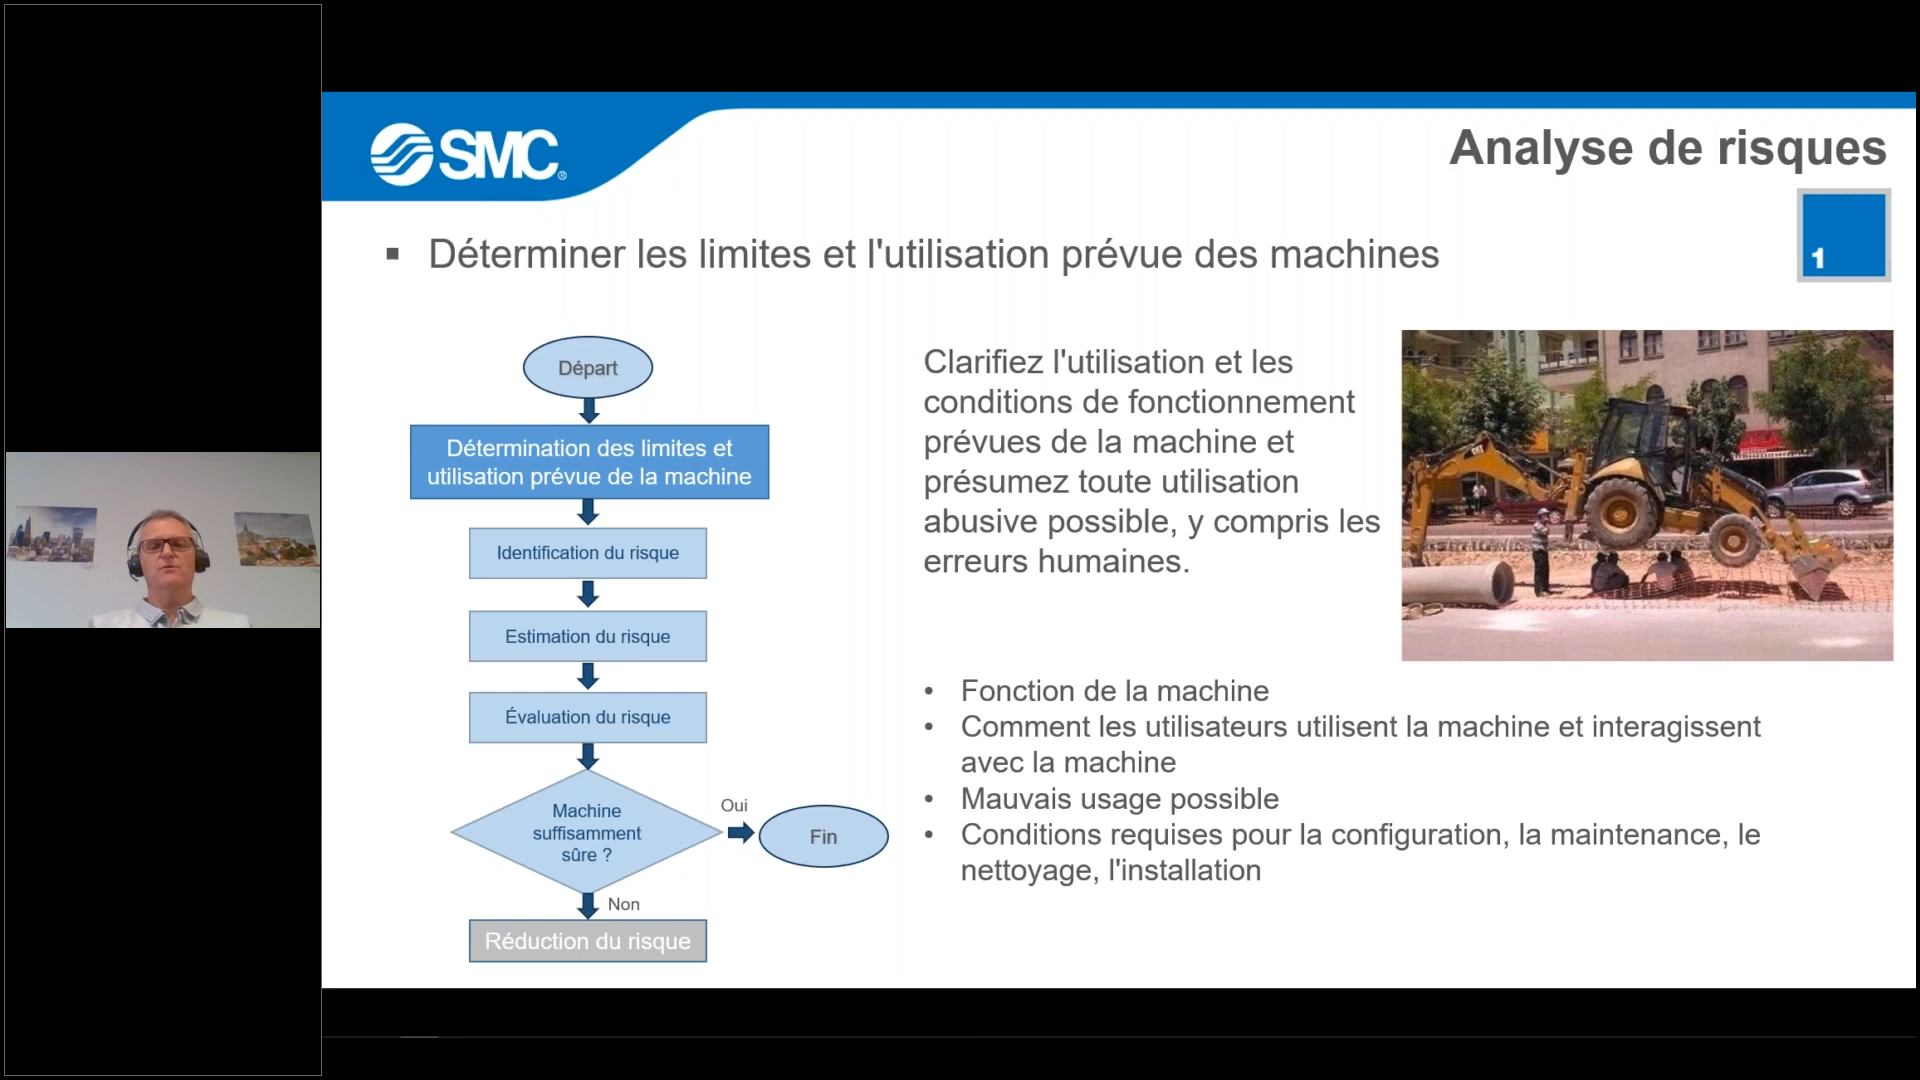 SMC®
Analyse de risques
1
▪ Déterminer les limites et l'utilisation prévue des machines
Départ
Détermination des limites et
utilisation prévue de la machine
Identification du risque
Estimation du risque
Évaluation du risque
Machine
suffisamment
sûre ?
Oui
Fin
Non
Réduction du risque
Clarifiez l'utilisation et les
conditions de fonctionnement
prévues de la machine et
présumez toute utilisation
abusive possible, y compris les
erreurs humaines.
CAT
• Fonction de la machine
• Comment les utilisateurs utilisent la machine et interagissent
avec la machine
• Mauvais usage possible
• Conditions requises pour la configuration, la maintenance, le
nettoyage, l'installation